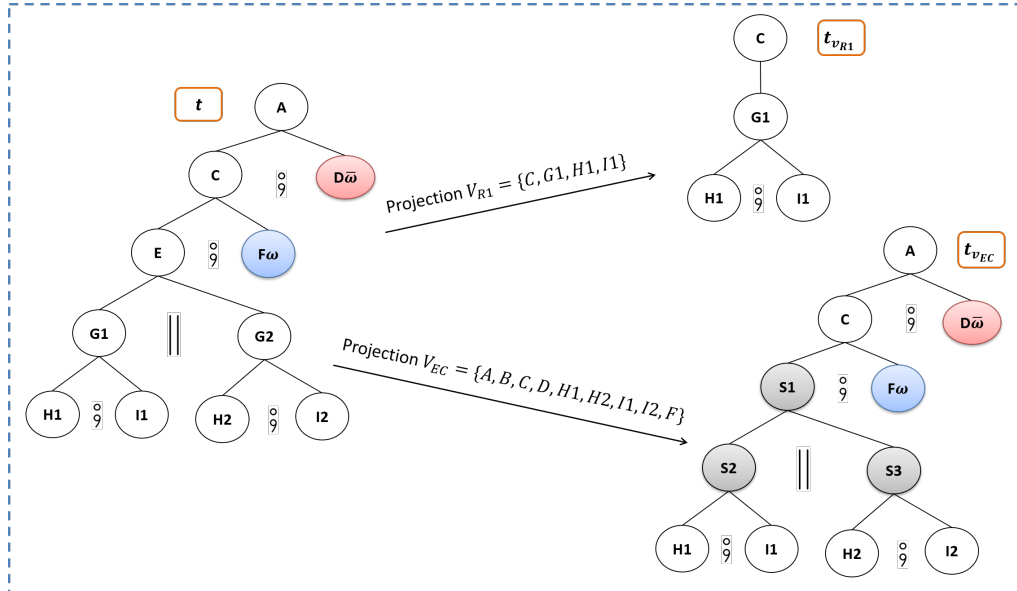 t
A
C
⨟
Dω̅
E
⨟
Fω
G1
||
G2
H1
⨟
I1
H2
⨟
I2
Projection V_{R1} = {C, G1, H1, I1}
Projection V_{EC} = {A, B, C, D, H1, H2, I1, I2, F}
C
t_{v_{R1}}
G1
H1
⨟
I1
A
t_{v_{EC}}
C
⨟
Dω̅
S1
⨟
Fω
S2
||
S3
H1
⨟
I1
H2
⨟
I2